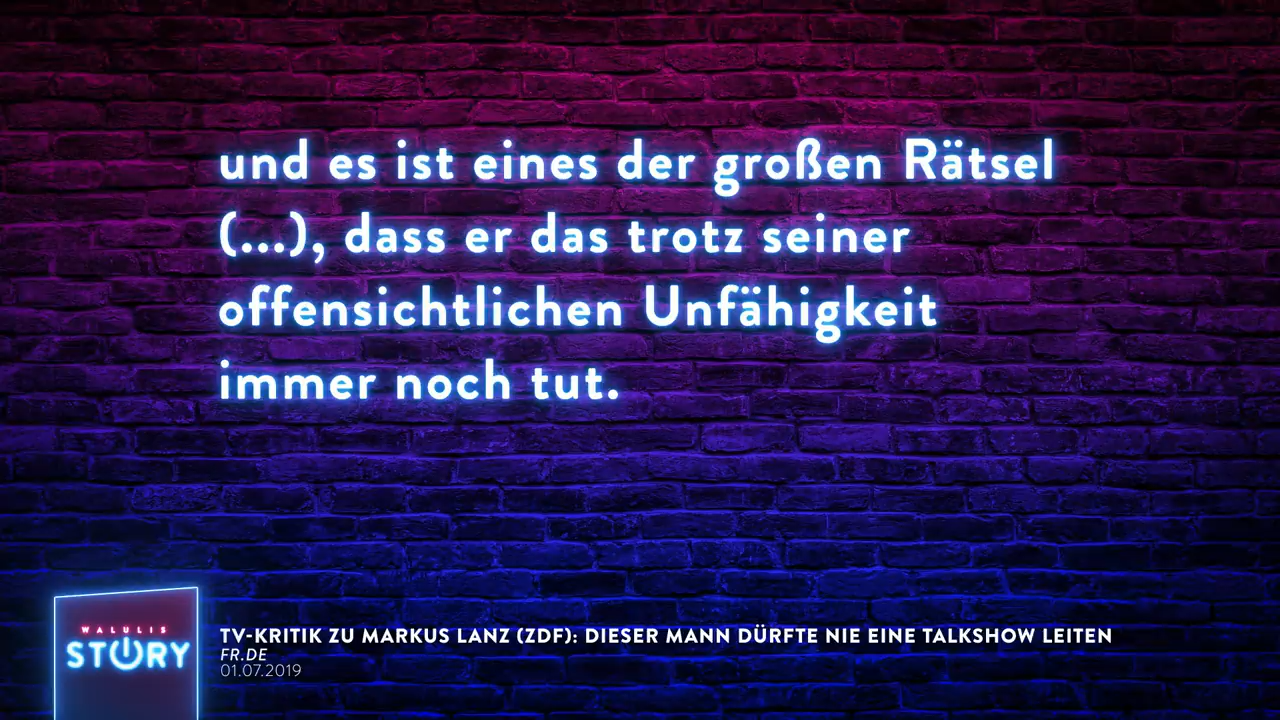 und es ist eines der großen Rätsel
(...), dass er das trotz seiner
offensichtlichen Unfähigkeit
immer noch tut.
WALULIS
STORY
TV-KRITIK ZU MARKUS LANZ (ZDF): DIESER MANN DÜRFTE NIE EINE TALKSHOW LEITEN
FR.DE
01.07.2019